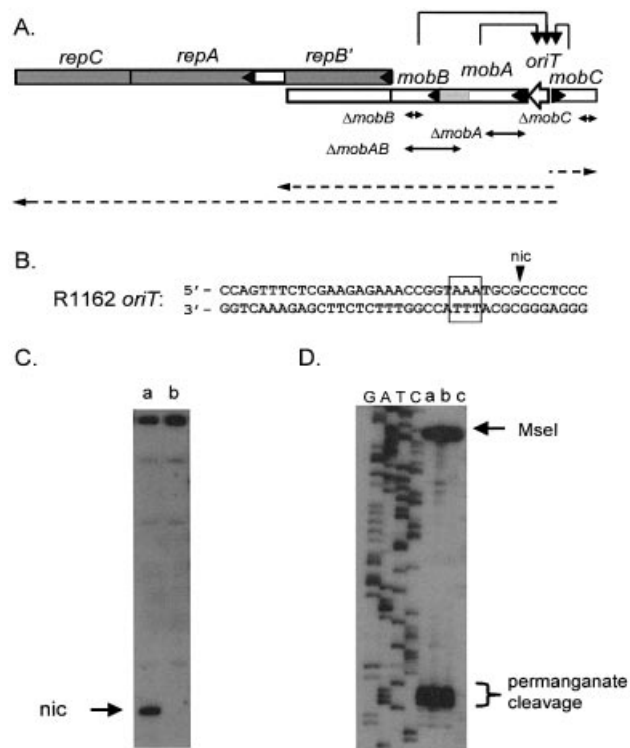 A.
repC repA repB' mobB mobA oriT mobC
ΔmobB ΔmobA ΔmobC
ΔmobAB
B.
nic
R1162 oriT:
5′- CCAGTTTCTCGAAGAGAAACCGGTAAATGCGCCCTCCC
3′- GGTCAAAGAGCTTCTCTTTGGCCATTTACGCGGGAGGG
C.
D.
a b
G A T C a b c
MseI
nic
permanganate
cleavage